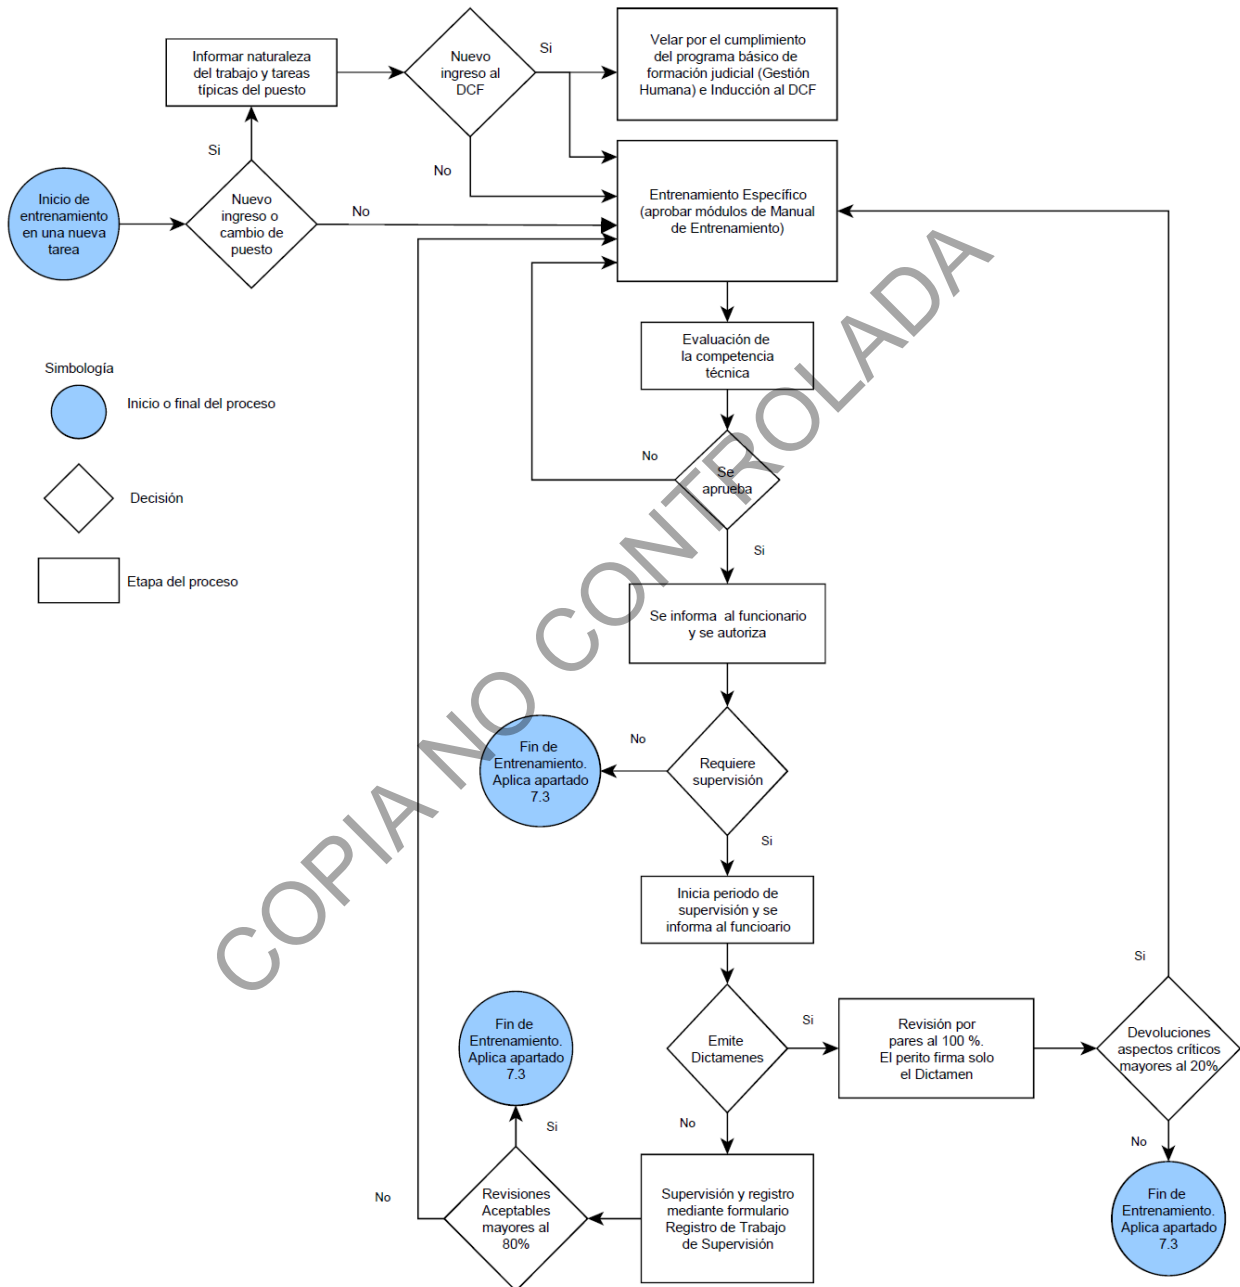 Informar naturaleza
del trabajo y tareas
típicas del puesto
Nuevo
ingreso al
DCF
Si
Velar por el cumplimiento
del programa básico de
formación judicial (Gestión
Humana) e Inducción al DCF
Si
No
Inicio de
entrenamiento
en una nueva
tarea
Nuevo
ingreso o
cambio de
puesto
No
Entrenamiento Específico
(aprobar módulos de Manual
de Entrenamiento)
Evaluación de
la competencia
técnica
Simbología
Inicio o final del proceso
Decisión
Etapa del proceso
No
Se
aprueba
Si
Se informa al funcionario
y se autoriza
Fin de
Entrenamiento.
Aplica apartado
7.3
No
Requiere
supervisión
Si
Inicia periodo de
supervisión y se
informa al funcioario
Si
Fin de
Entrenamiento.
Aplica apartado
7.3
Emite
Dictamenes
Si
Revisión por
pares al 100 %.
El perito firma solo
el Dictamen
Devoluciones
aspectos críticos
mayores al 20%
Si
No
No
No
Revisiones
Aceptables
mayores al
80%
Supervisión y registro
mediante formulario
Registro de Trabajo
de Supervisión
Fin de
Entrenamiento.
Aplica apartado
7.3
COPIA NO CONTROLADA